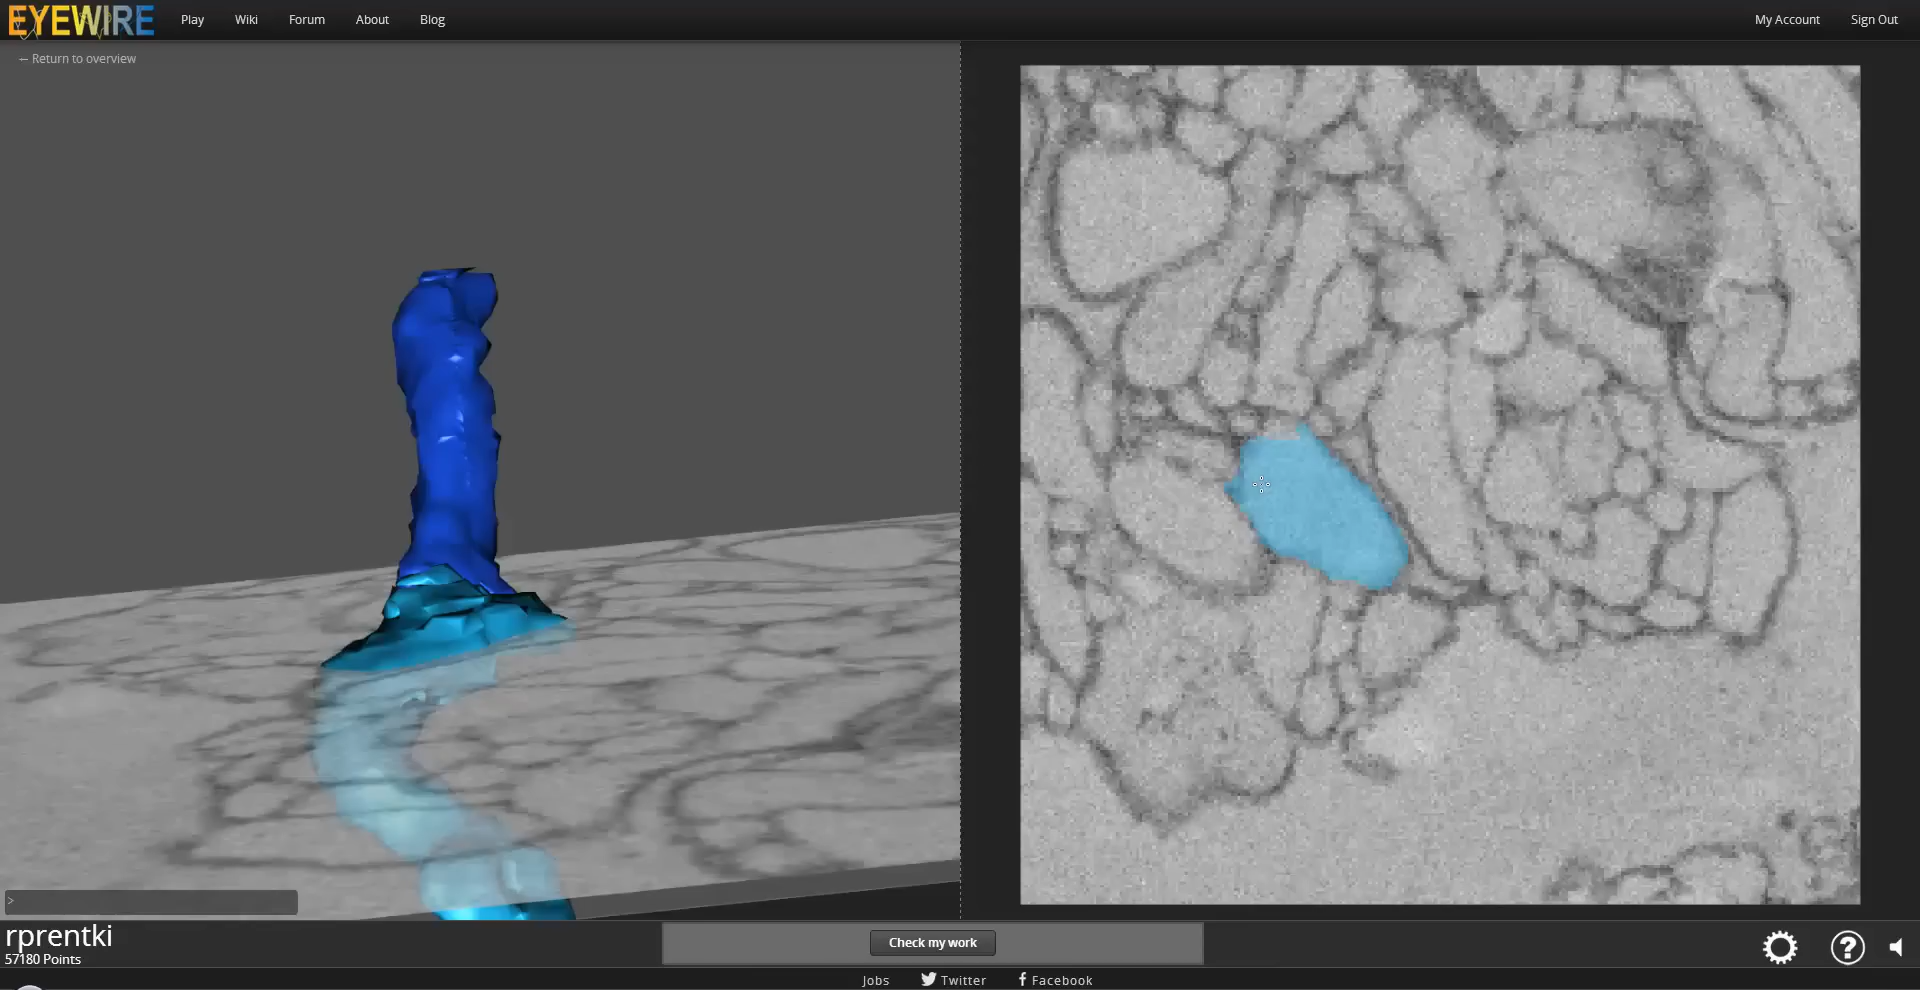 EYEWIRE Play Wiki Forum About Blog My Account Sign Out
← Return to overview
>
rprentki
57180 Points
Check my work
?
Jobs Twitter Facebook